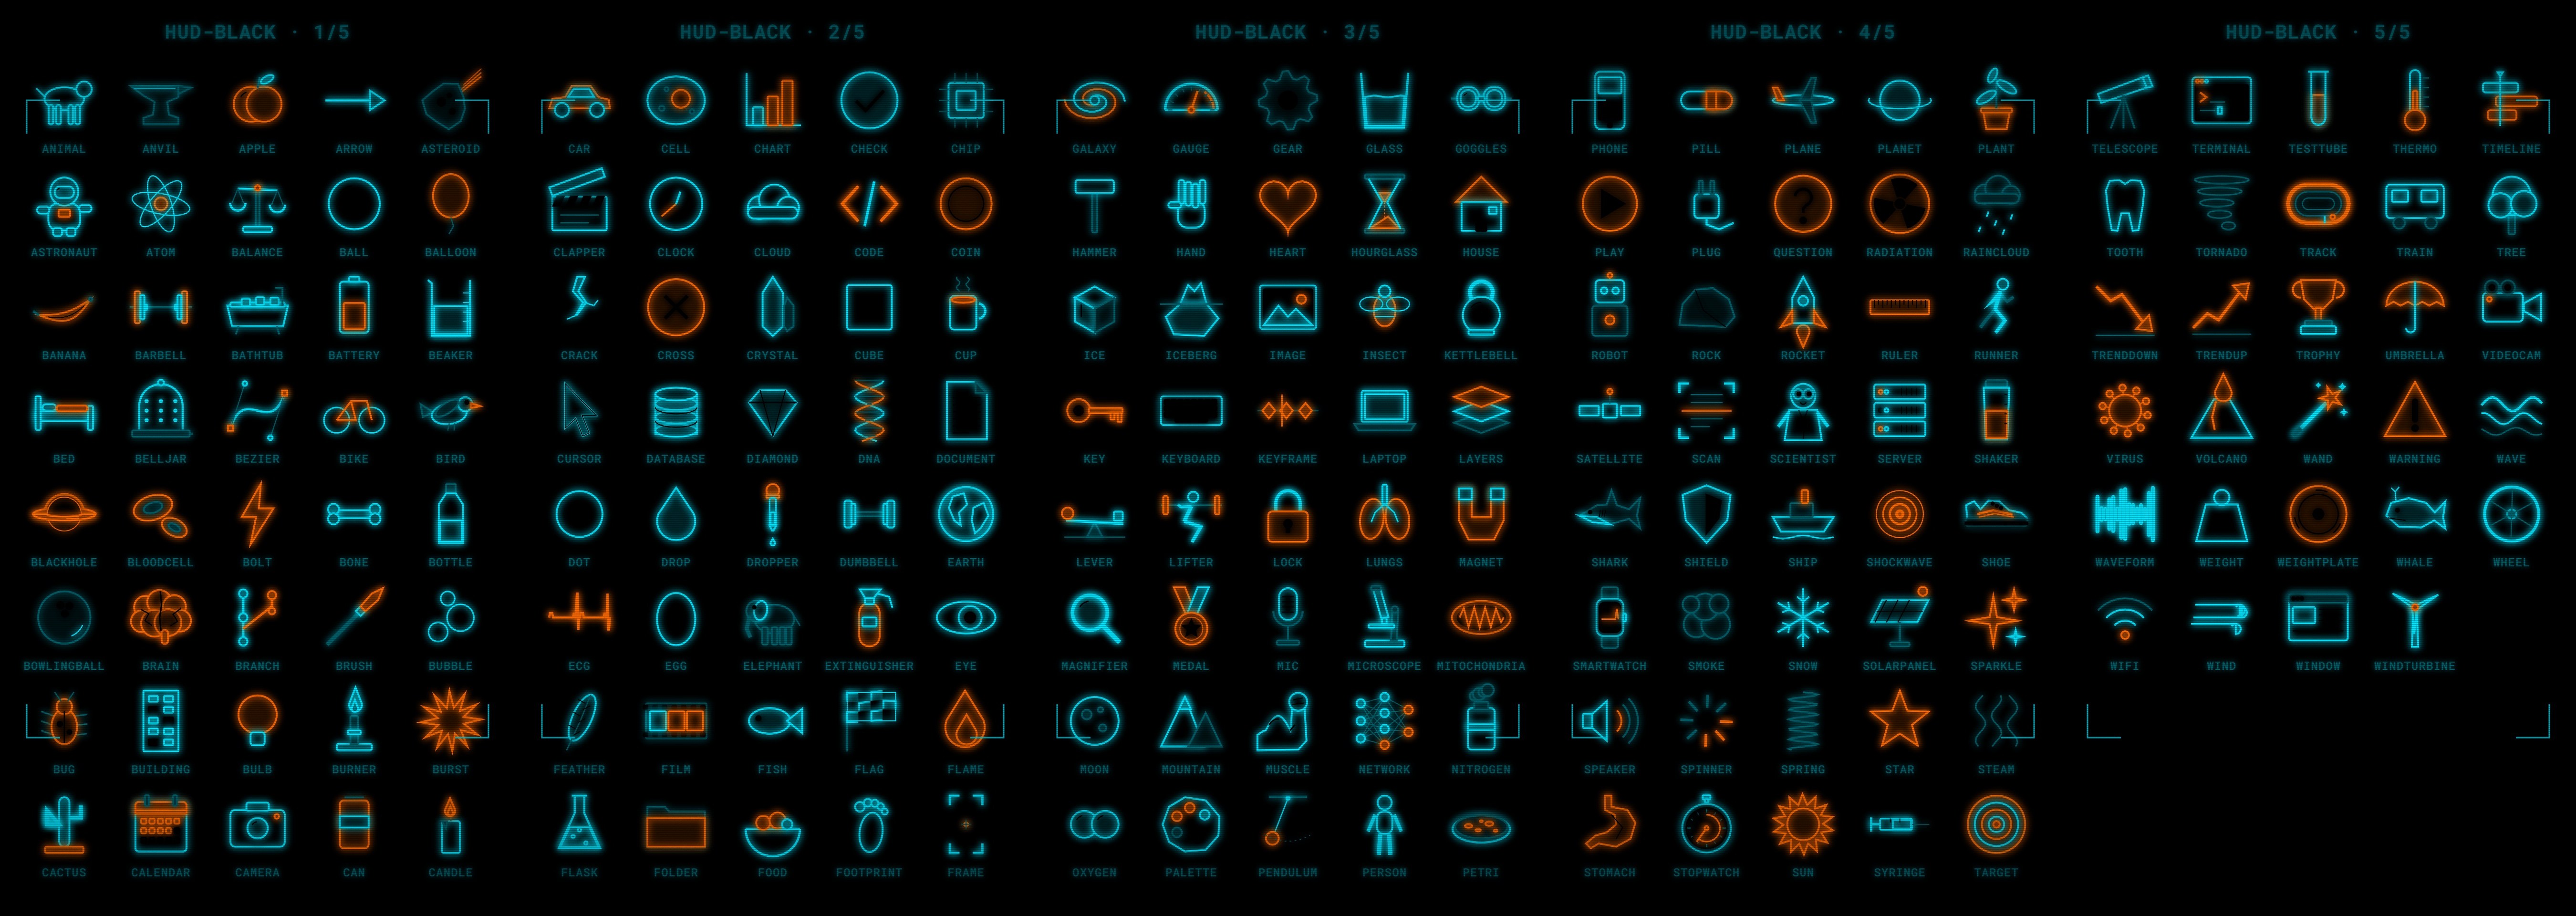 HUD-BLACK · 1/5
ANIMAL ANVIL APPLE ARROW ASTEROID
ASTRONAUT ATOM BALANCE BALL BALLOON
BANANA BARBELL BATHTUB BATTERY BEAKER
BED BELLJAR BEZIER BIKE BIRD
BLACKHOLE BLOODCELL BOLT BONE BOTTLE
BOWLINGBALL BRAIN BRANCH BRUSH BUBBLE
BUG BUILDING BULB BURNER BURST
CACTUS CALENDAR CAMERA CAN CANDLE
HUD-BLACK · 2/5
CAR CELL CHART CHECK CHIP
CLAPPER CLOCK CLOUD CODE COIN
CRACK CROSS CRYSTAL CUBE CUP
CURSOR DATABASE DIAMOND DNA DOCUMENT
DOT DROP DROPPER DUMBBELL EARTH
ECG EGG ELEPHANT EXTINGUISHER EYE
FEATHER FILM FISH FLAG FLAME
FLASK FOLDER FOOD FOOTPRINT FRAME
HUD-BLACK · 3/5
GALAXY GAUGE GEAR GLASS GOGGLES
HAMMER HAND HEART HOURGLASS HOUSE
ICE ICEBERG IMAGE INSECT KETTLEBELL
KEY KEYBOARD KEYFRAME LAPTOP LAYERS
LEVER LIFTER LOCK LUNGS MAGNET
MAGNIFIER MEDAL MIC MICROSCOPE MITOCHONDRIA
MOON MOUNTAIN MUSCLE NETWORK NITROGEN
OXYGEN PALETTE PENDULUM PERSON PETRI
HUD-BLACK · 4/5
PHONE PILL PLANE PLANET PLANT
PLAY PLUG QUESTION RADIATION RAINCLOUD
?
ROBOT ROCK ROCKET RULER RUNNER
SATELLITE SCAN SCIENTIST SERVER SHAKER
SHARK SHIELD SHIP SHOCKWAVE SHOE
SMARTWATCH SMOKE SNOW SOLARPANEL SPARKLE
SPEAKER SPINNER SPRING STAR STEAM
STOMACH STOPWATCH SUN SYRINGE TARGET
HUD-BLACK · 5/5
TELESCOPE TERMINAL TESTTUBE THERMO TIMELINE
TOOTH TORNADO TRACK TRAIN TREE
TRENDDOWN TRENDUP TROPHY UMBRELLA VIDEOCAM
VIRUS VOLCANO WAND WARNING WAVE
WAVEFORM WEIGHT WEIGHTPLATE WHALE WHEEL
WIFI WIND WINDOW WINDTURBINE